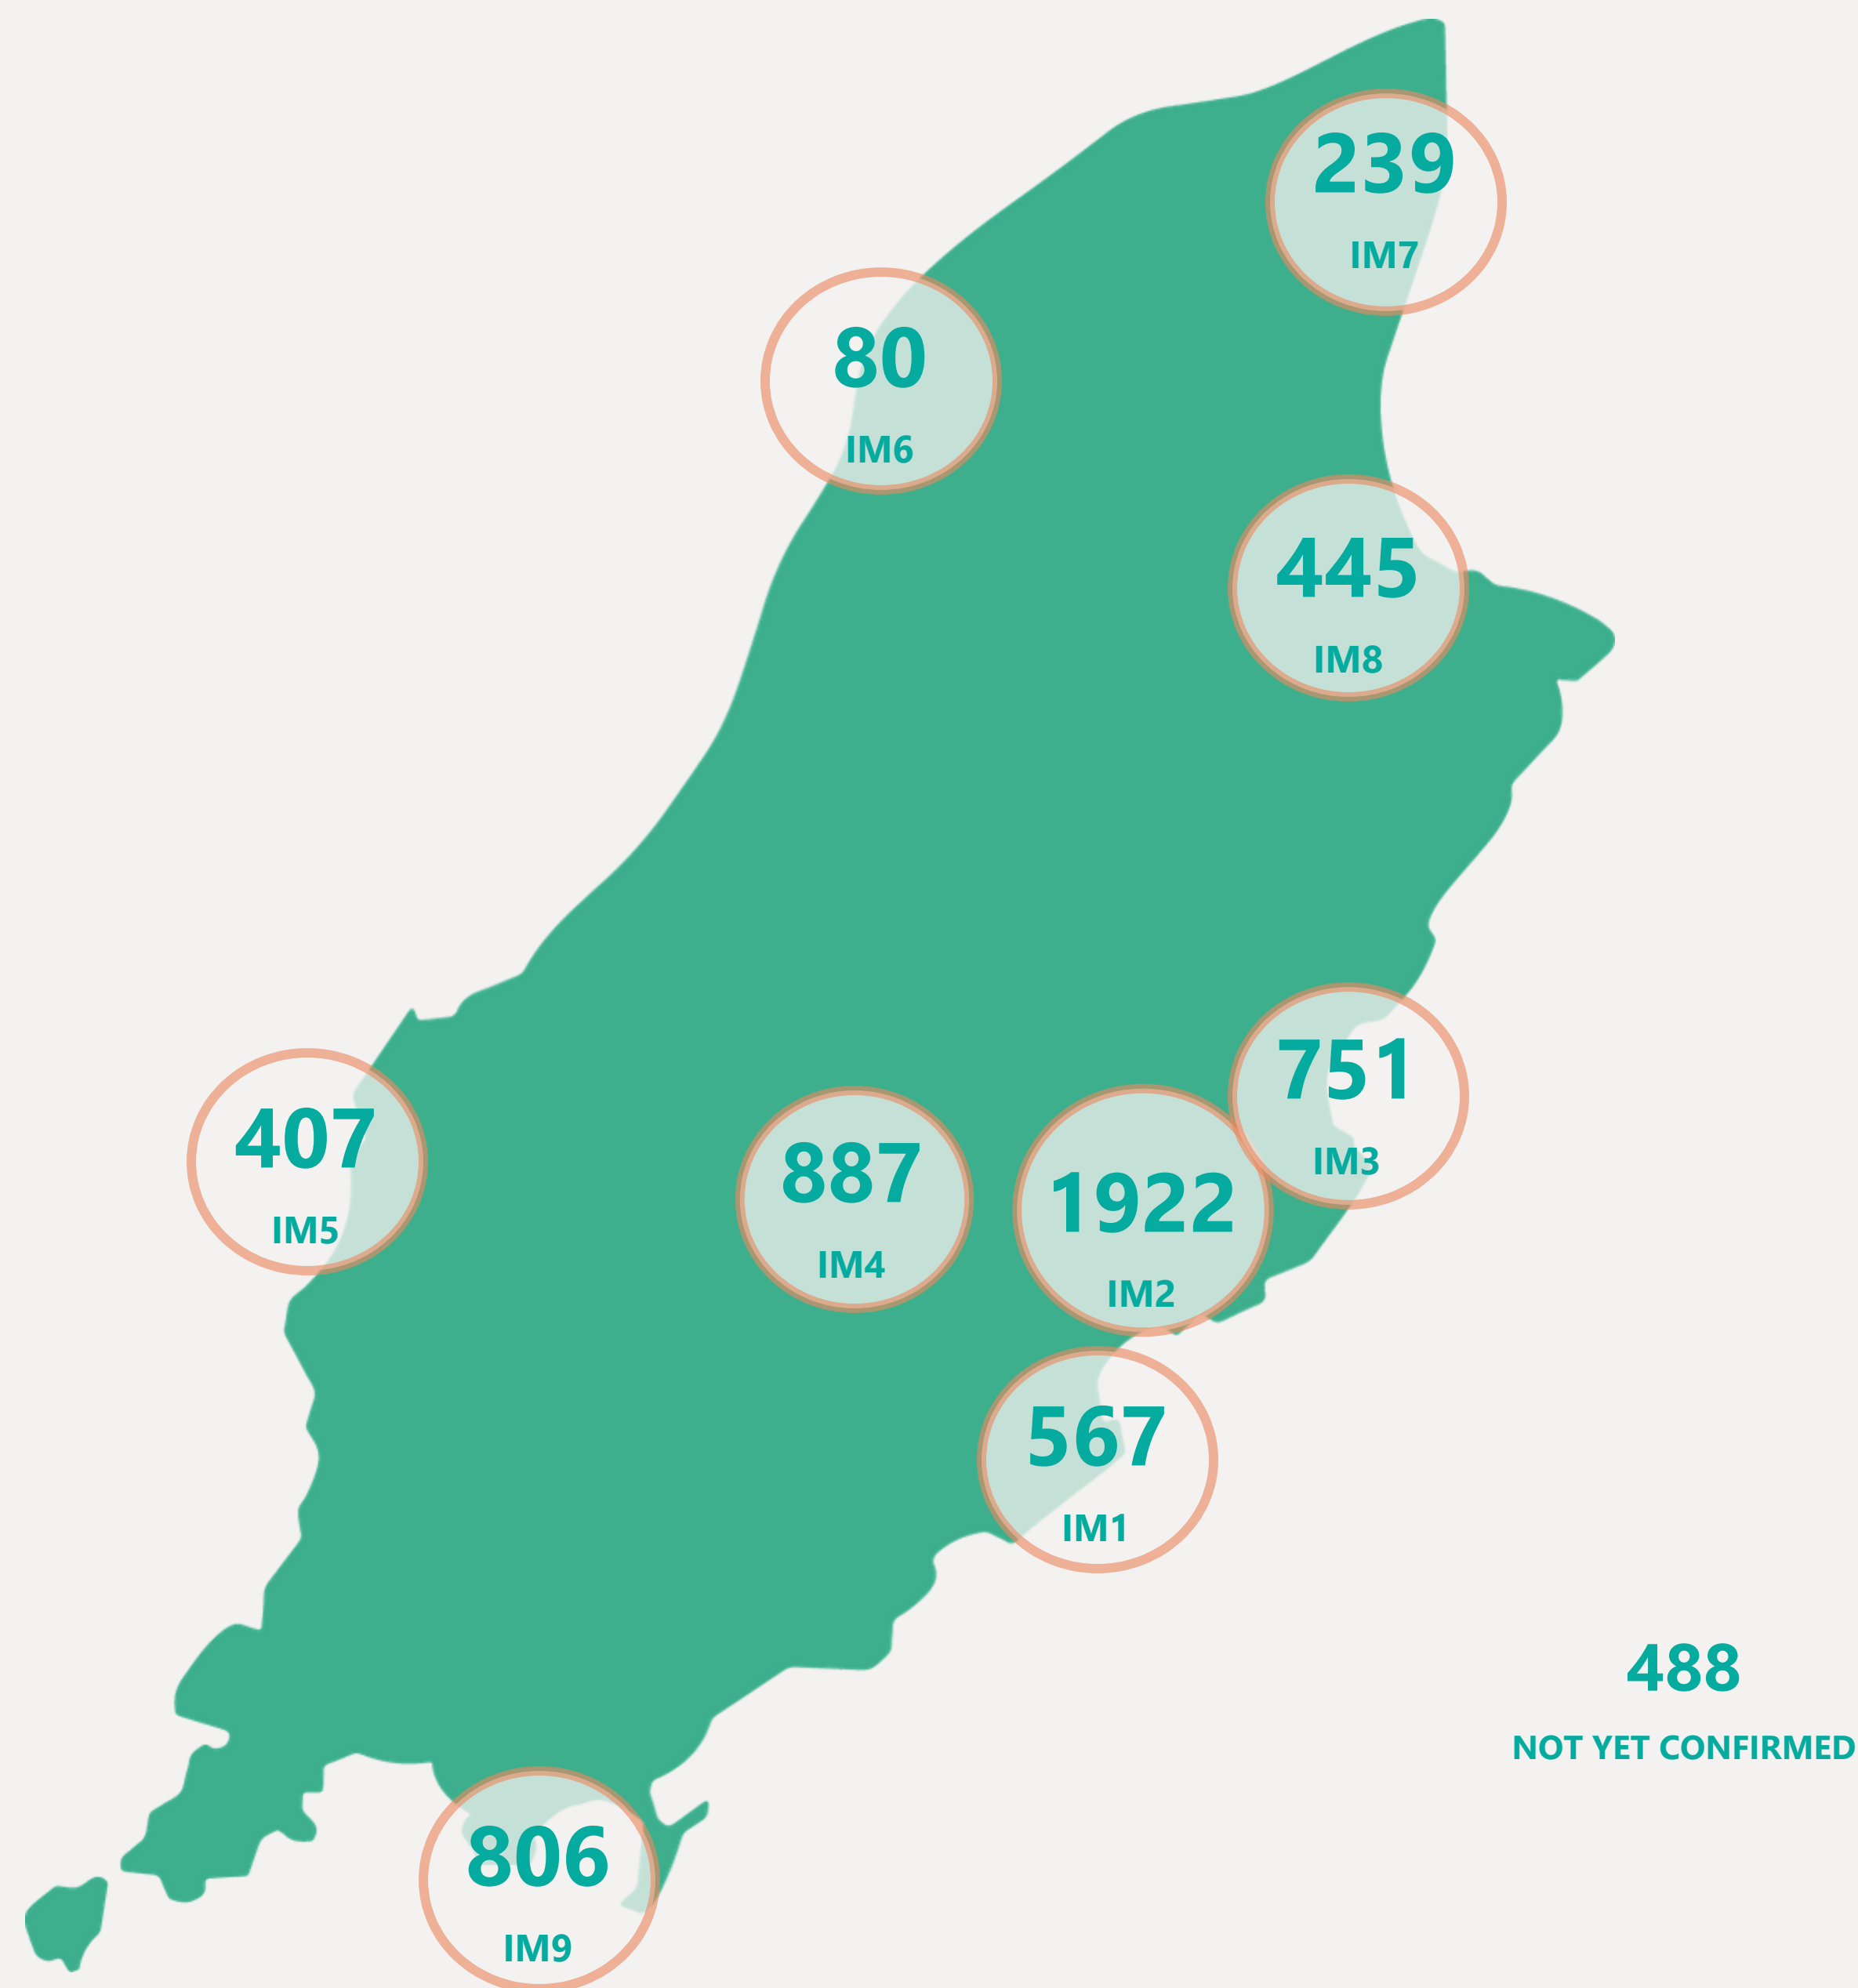 239
IM7
80
IM6
445
IM8
751
IM3
407
IM5
887
IM4
1922
IM2
567
IM1
488
NOT YET CONFIRMED
806
IM9